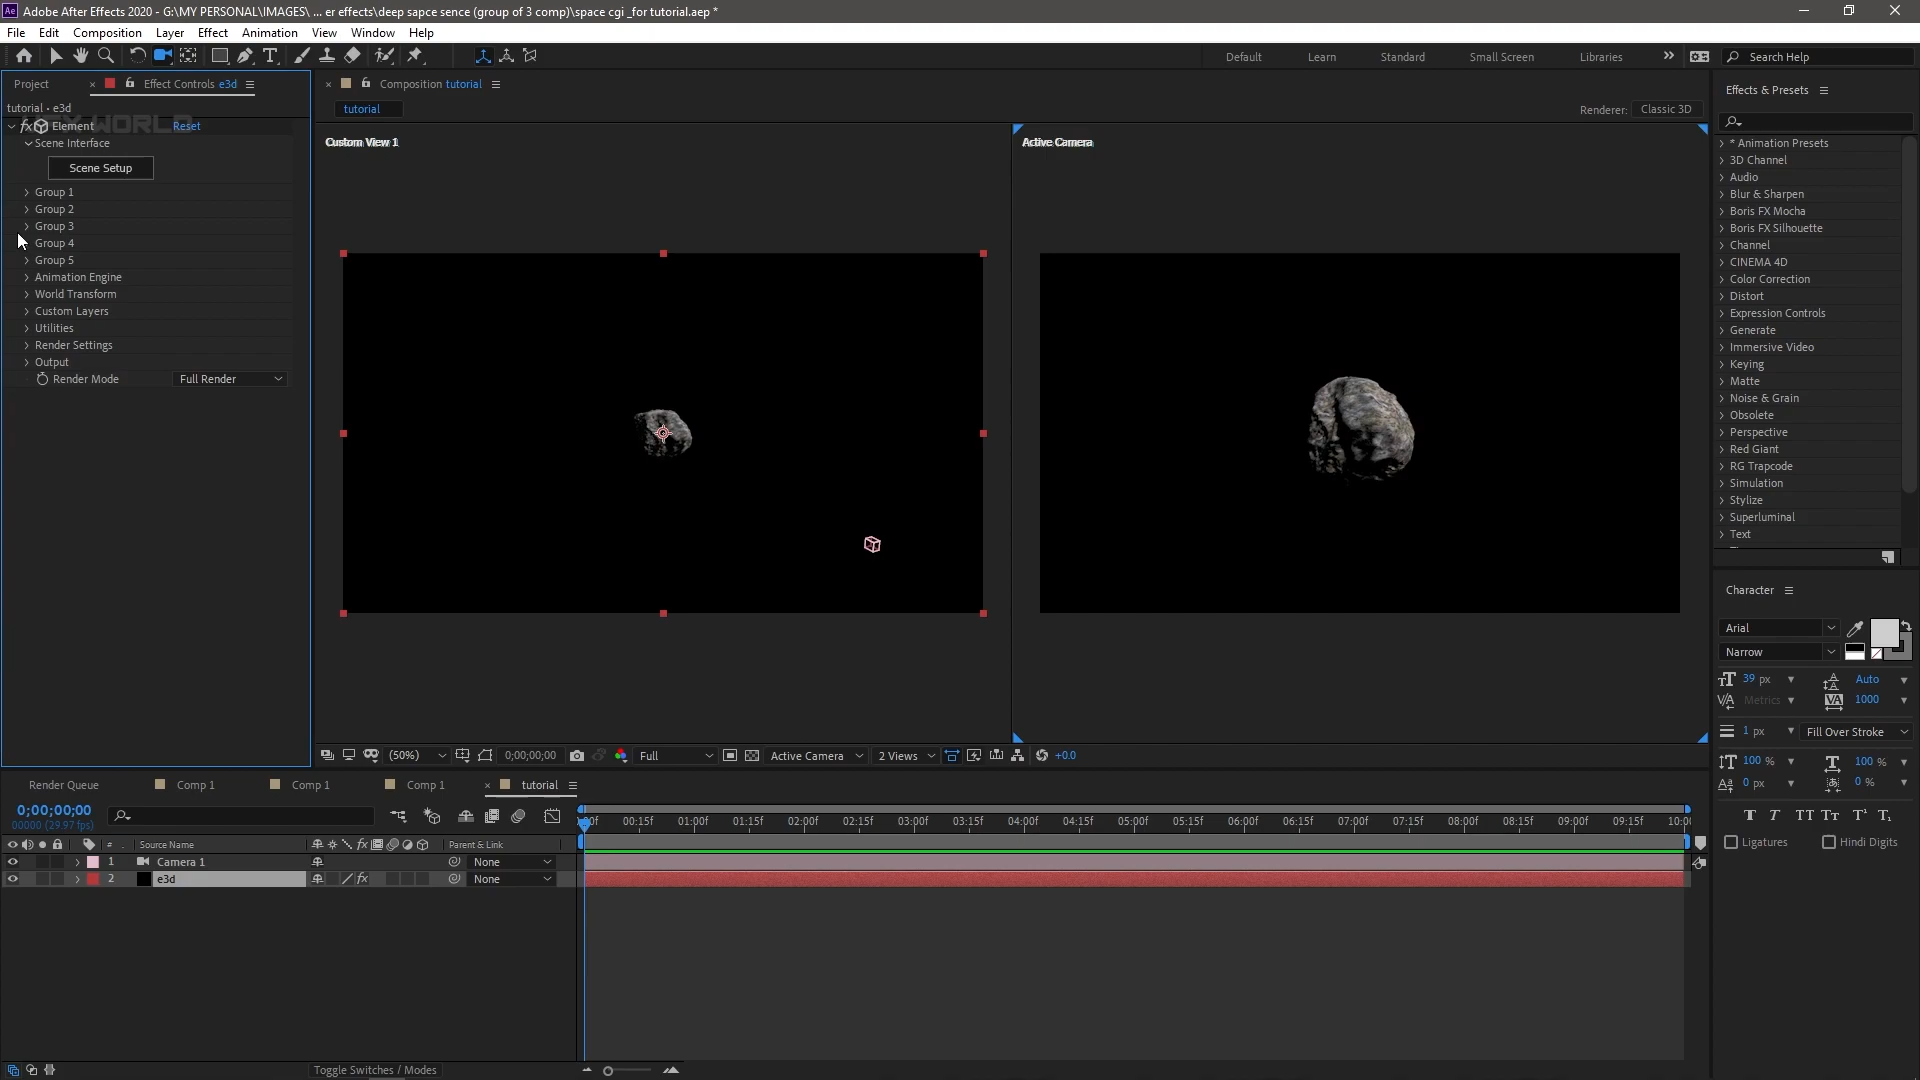 Adobe After Effects 2020 - G:\MY PERSONAL\IMAGES\ ... er effects\deep sapce sence (group of 3 comp)\space cgi _for tutorial.aep *
File Edit Composition Layer Effect Animation View Window Help
Default Learn Standard Small Screen Libraries Search Help
Project Effect Controls e3d
tutorial • e3d
Element Reset
Scene Interface
Scene Setup
Group 1
Group 2
Group 3
Group 4
Group 5
Animation Engine
World Transform
Custom Layers
Utilities
Render Settings
Output
Render Mode Full Render
Composition tutorial
tutorial
Renderer: Classic 3D
Custom View 1
Active Camera
(50%) 0;00;00;00 Full Active Camera 2 Views +0.0
Effects & Presets
* Animation Presets
3D Channel
Audio
Blur & Sharpen
Boris FX Mocha
Boris FX Silhouette
Channel
CINEMA 4D
Color Correction
Distort
Expression Controls
Generate
Immersive Video
Keying
Matte
Noise & Grain
Obsolete
Perspective
Red Giant
RG Trapcode
Simulation
Stylize
Superluminal
Text
Character
Arial
Narrow
39 px Auto
Metrics 1000
1 px Fill Over Stroke
100 % 100 %
0 px 0 %
Ligatures Hindi Digits
Render Queue Comp 1 Comp 1 Comp 1 tutorial
0;00;00;00
00000 (29.97 fps)
00:15f 01:00f 01:15f 02:00f 02:15f 03:00f 03:15f 04:00f 04:15f 05:00f 05:15f 06:00f 06:15f 07:00f 07:15f 08:00f 08:15f 09:00f 09:15f 10:0
# Source Name Parent & Link
1 Camera 1 None
2 e3d None
Toggle Switches / Modes